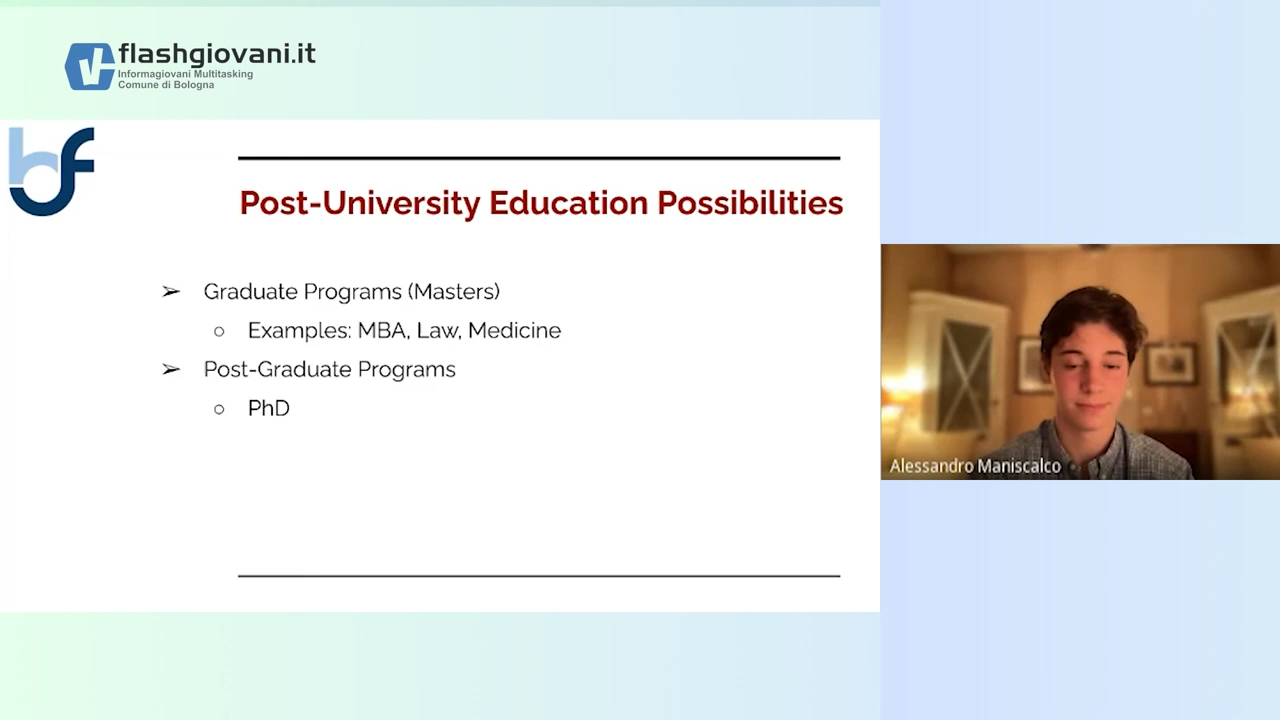 flashgiovani.it
Informagiovani Multitasking
Comune di Bologna
bf
Post-University Education Possibilities
➢ Graduate Programs (Masters)
○ Examples: MBA, Law, Medicine
➢ Post-Graduate Programs
○ PhD
Alessandro Maniscalco